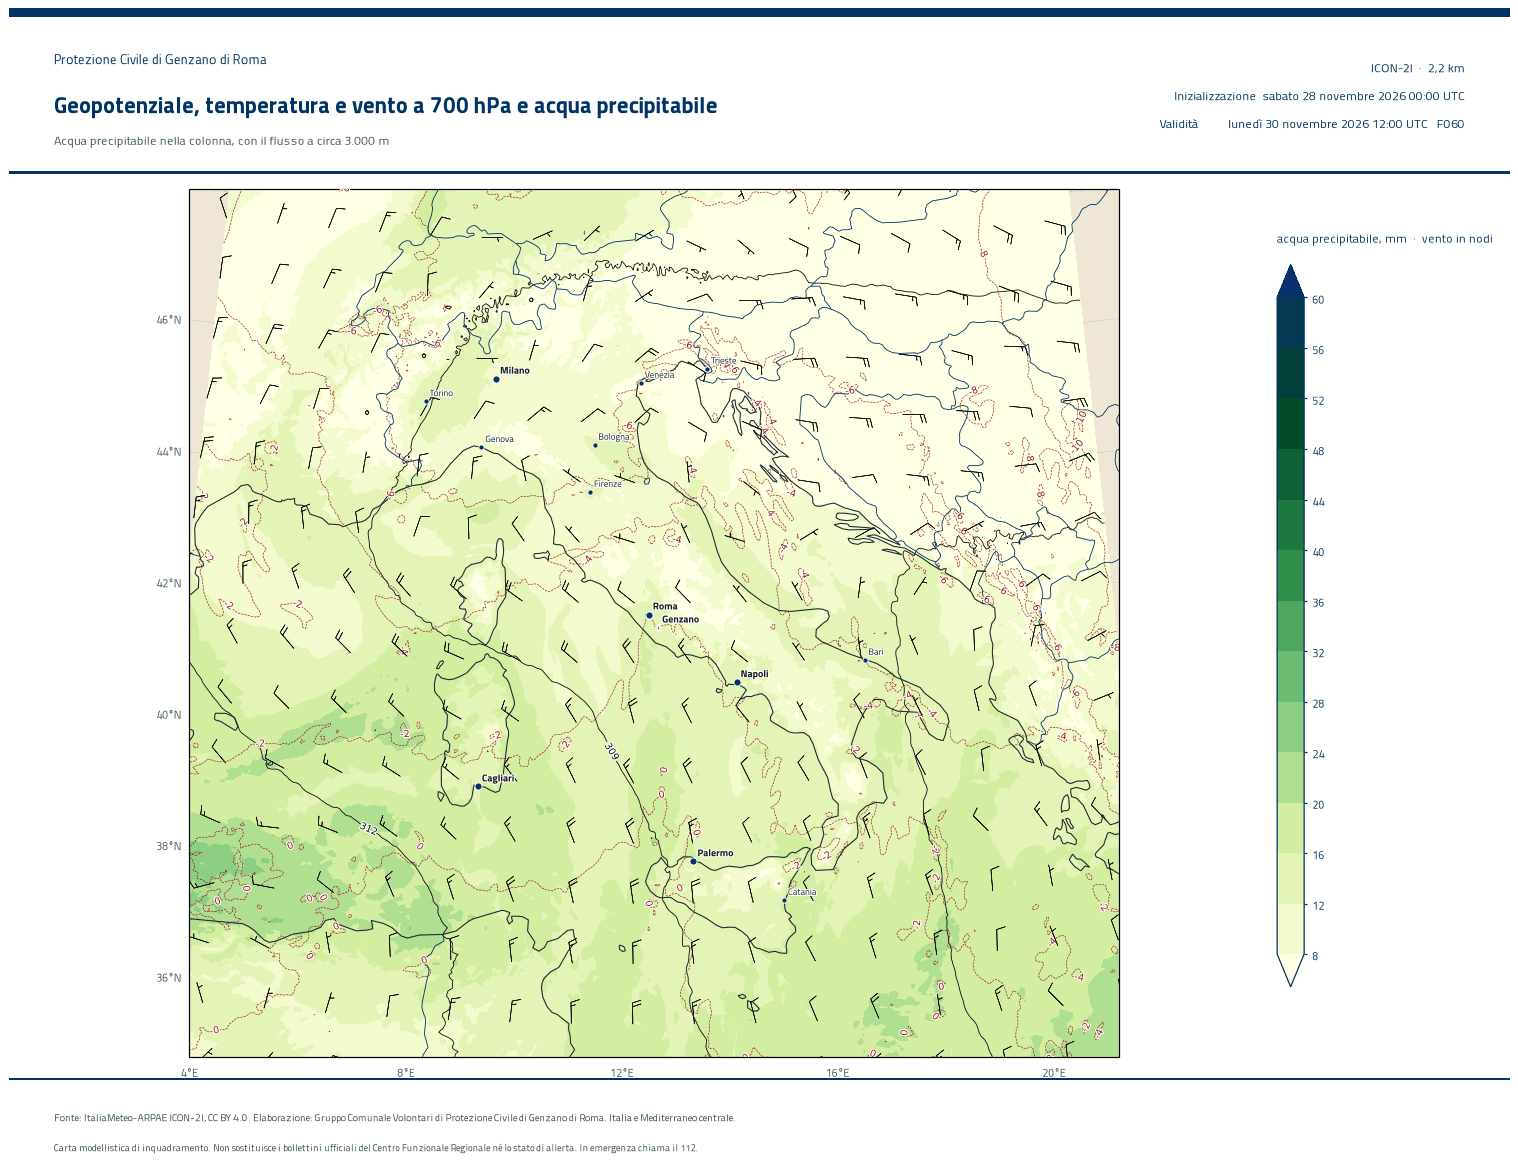 Protezione Civile di Genzano di Roma
Geopotenziale, temperatura e vento a 700 hPa e acqua precipitabile
Acqua precipitabile nella colonna, con il flusso a circa 3.000 m
ICON-2I · 2,2 km
Inizializzazione sabato 28 novembre 2026 00:00 UTC
Validità lunedì 30 novembre 2026 12:00 UTC F060
acqua precipitabile, mm · vento in nodi
60
56
52
48
44
40
36
32
28
24
20
16
12
8
46°N
44°N
42°N
40°N
38°N
36°N
4°E
8°E
12°E
16°E
20°E
Milano
Torino
Venezia
Trieste
Genova
Bologna
Firenze
Roma
Genzano
Napoli
Bari
Cagliari
Palermo
Catania
309
312
Fonte: ItaliaMeteo-ARPAE ICON-2I, CC BY 4.0. Elaborazione: Gruppo Comunale Volontari di Protezione Civile di Genzano di Roma. Italia e Mediterraneo centrale.
Carta modellistica di inquadramento. Non sostituisce i bollettini ufficiali del Centro Funzionale Regionale né lo stato di allerta. In emergenza chiama il 112.